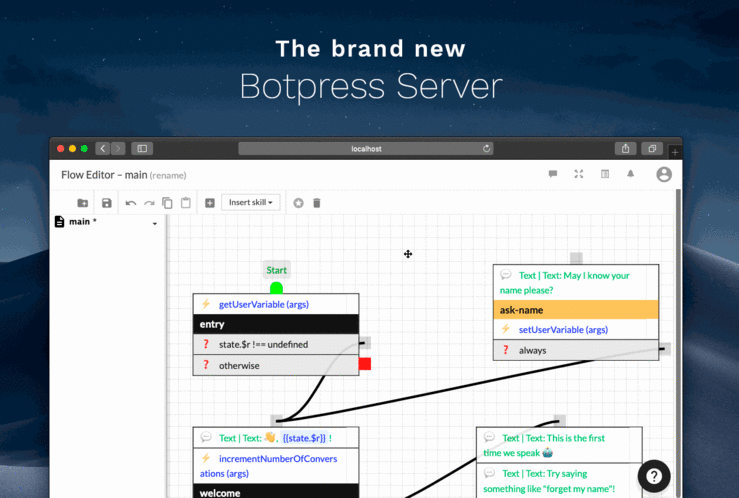 The brand new
Botpress Server
localhost
Flow Editor – main (rename)
Insert skill
main *
Start
getUserVariable (args)
entry
state.$r !== undefined
otherwise
Text | Text: May I know your
name please?
ask-name
setUserVariable (args)
always
Text | Text: 👋, {{state.$r}} !
incrementNumberOfConvers
ations (args)
welcome
Text | Text: This is the first
time we speak 🤖
Text | Text: Try saying
something like "forget my name"!